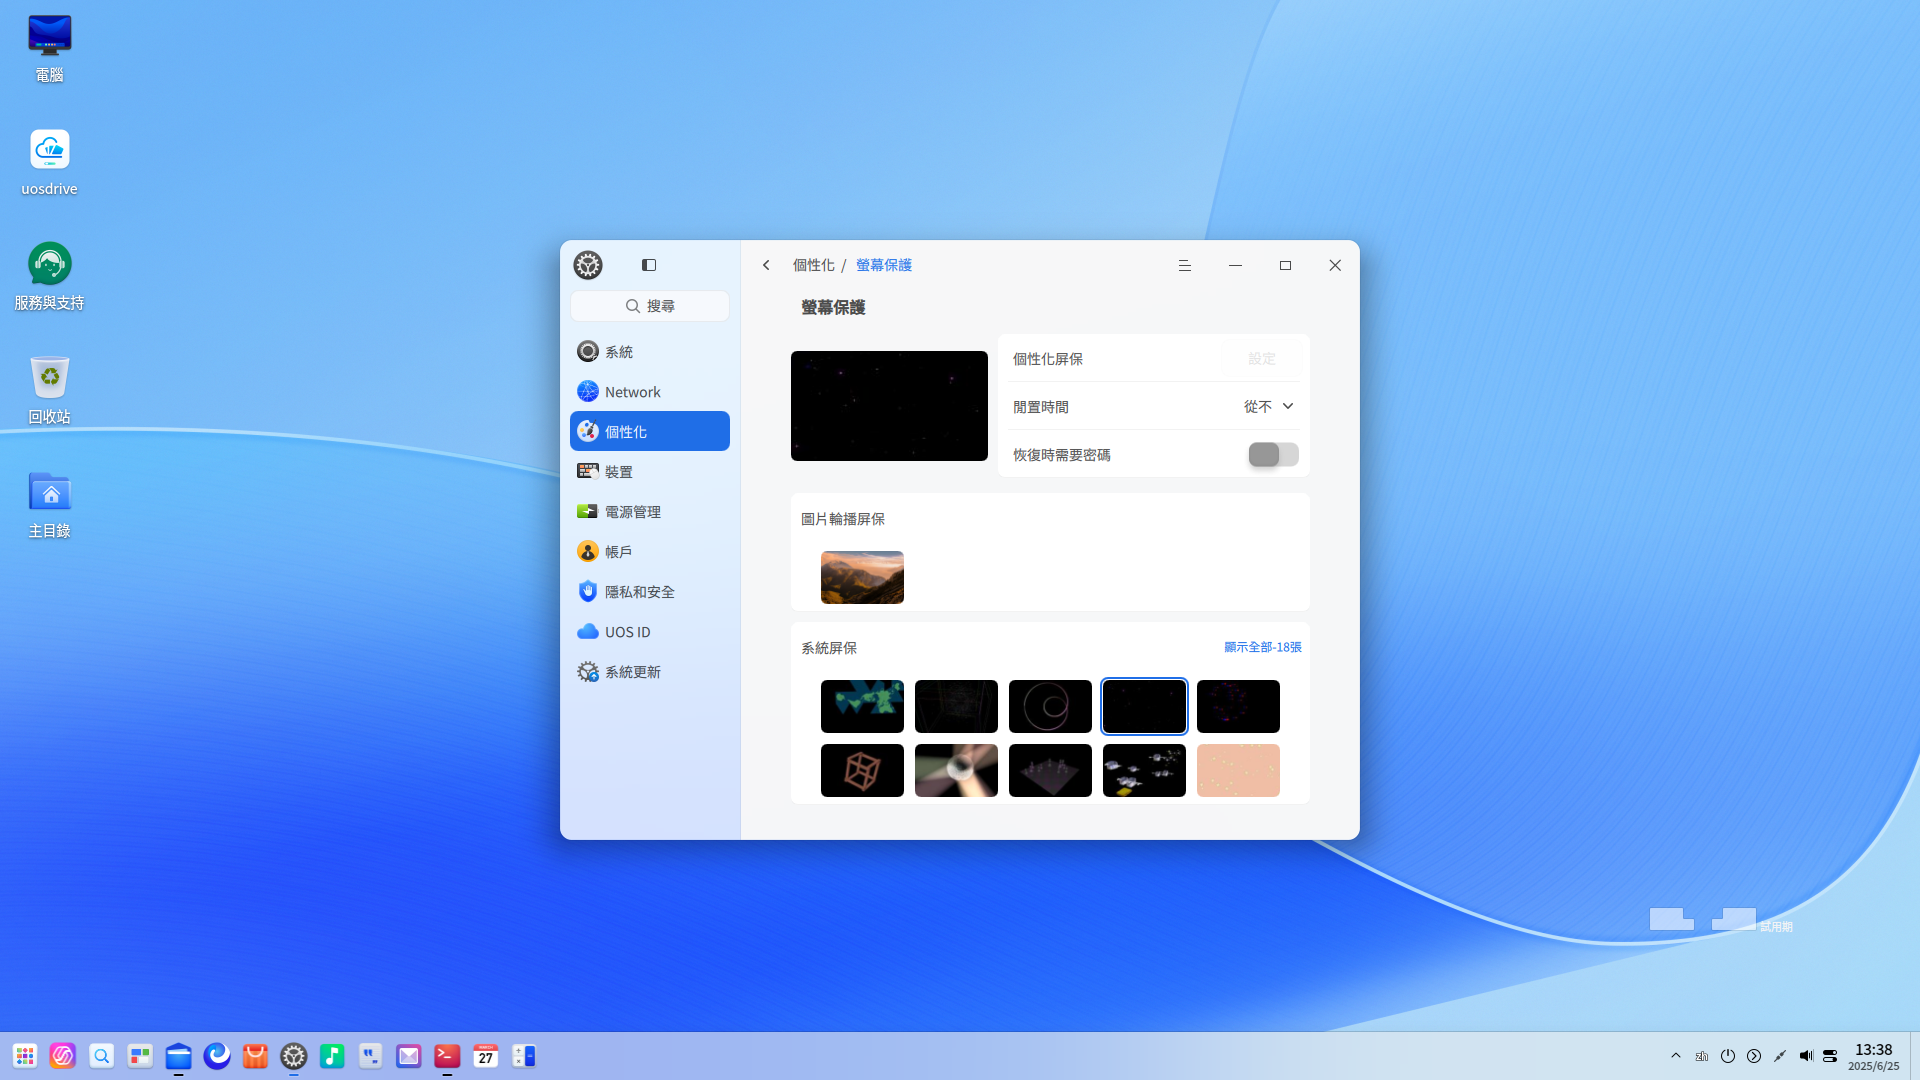 電腦
uosdrive
服務與支持
回收站
主目錄
搜尋
系統
Network
個性化
裝置
電源管理
帳戶
隱私和安全
UOS ID
系統更新
個性化 / 螢幕保護
螢幕保護
個性化屏保
設定
閒置時間
從不
恢復時需要密碼
圖片輪播屏保
系統屏保
顯示全部-18張
試用期
MARCH
27
zh
13:38
2025/6/25